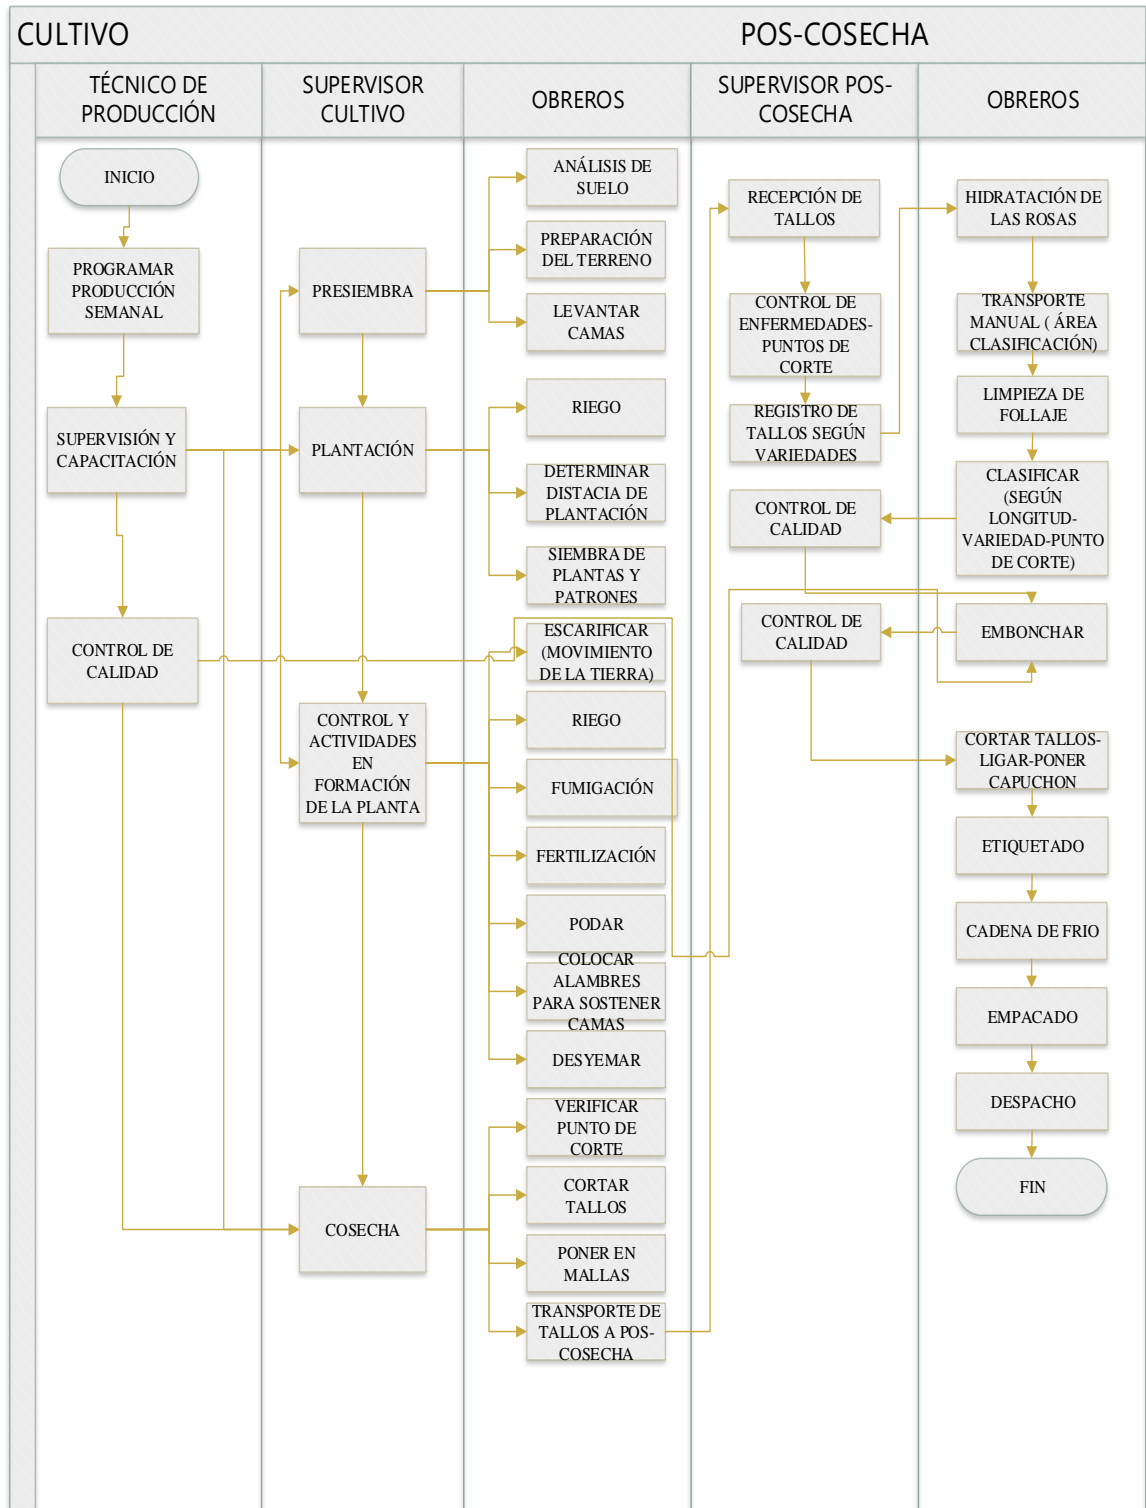 CULTIVO
POS-COSECHA
TÉCNICO DE
PRODUCCIÓN
SUPERVISOR
CULTIVO
OBREROS
SUPERVISOR POS-
COSECHA
OBREROS
INICIO
PROGRAMAR
PRODUCCIÓN
SEMANAL
SUPERVISIÓN Y
CAPACITACIÓN
CONTROL DE
CALIDAD
PRESIEMBRA
PLANTACIÓN
CONTROL Y
ACTIVIDADES
EN
FORMACIÓN
DE LA PLANTA
COSECHA
ANÁLISIS DE
SUELO
PREPARACIÓN
DEL TERRENO
LEVANTAR
CAMAS
RIEGO
DETERMINAR
DISTACIA DE
PLANTACIÓN
SIEMBRA DE
PLANTAS Y
PATRONES
ESCARIFICAR
(MOVIMIENTO
DE LA TIERRA)
RIEGO
FUMIGACIÓN
FERTILIZACIÓN
PODAR
COLOCAR
ALAMBRES
PARA SOSTENER
CAMAS
DESYEMAR
VERIFICAR
PUNTO DE
CORTE
CORTAR
TALLOS
PONER EN
MALLAS
TRANSPORTE DE
TALLOS A POS-
COSECHA
RECEPCIÓN DE
TALLOS
CONTROL DE
ENFERMEDADES-
PUNTOS DE
CORTE
REGISTRO DE
TALLOS SEGÚN
VARIEDADES
CONTROL DE
CALIDAD
CONTROL DE
CALIDAD
HIDRATACIÓN DE
LAS ROSAS
TRANSPORTE
MANUAL ( ÁREA
CLASIFICACIÓN)
LIMPIEZA DE
FOLLAJE
CLASIFICAR
(SEGÚN
LONGITUD-
VARIEDAD-PUNTO
DE CORTE)
EMBONCHAR
CORTAR TALLOS-
LIGAR-PONER
CAPUCHON
ETIQUETADO
CADENA DE FRIO
EMPACADO
DESPACHO
FIN